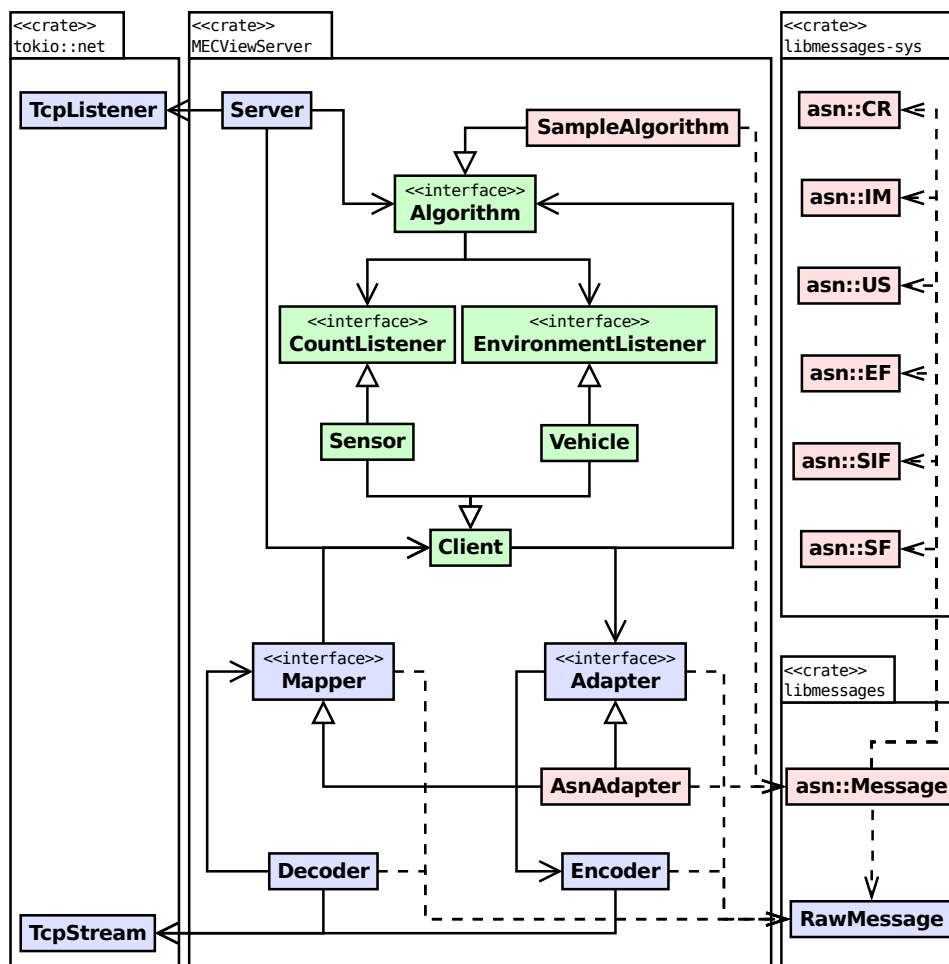 <<crate>>
tokio::net
<<crate>>
MECViewServer
<<crate>>
libmessages-sys
TcpListener
Server
SampleAlgorithm
asn::CR
<<interface>>
Algorithm
asn::IM
asn::US
<<interface>>
CountListener
<<interface>>
EnvironmentListener
asn::EF
Sensor
Vehicle
asn::SIF
Client
asn::SF
<<interface>>
Mapper
<<interface>>
Adapter
<<crate>>
libmessages
AsnAdapter
asn::Message
Decoder
Encoder
TcpStream
RawMessage